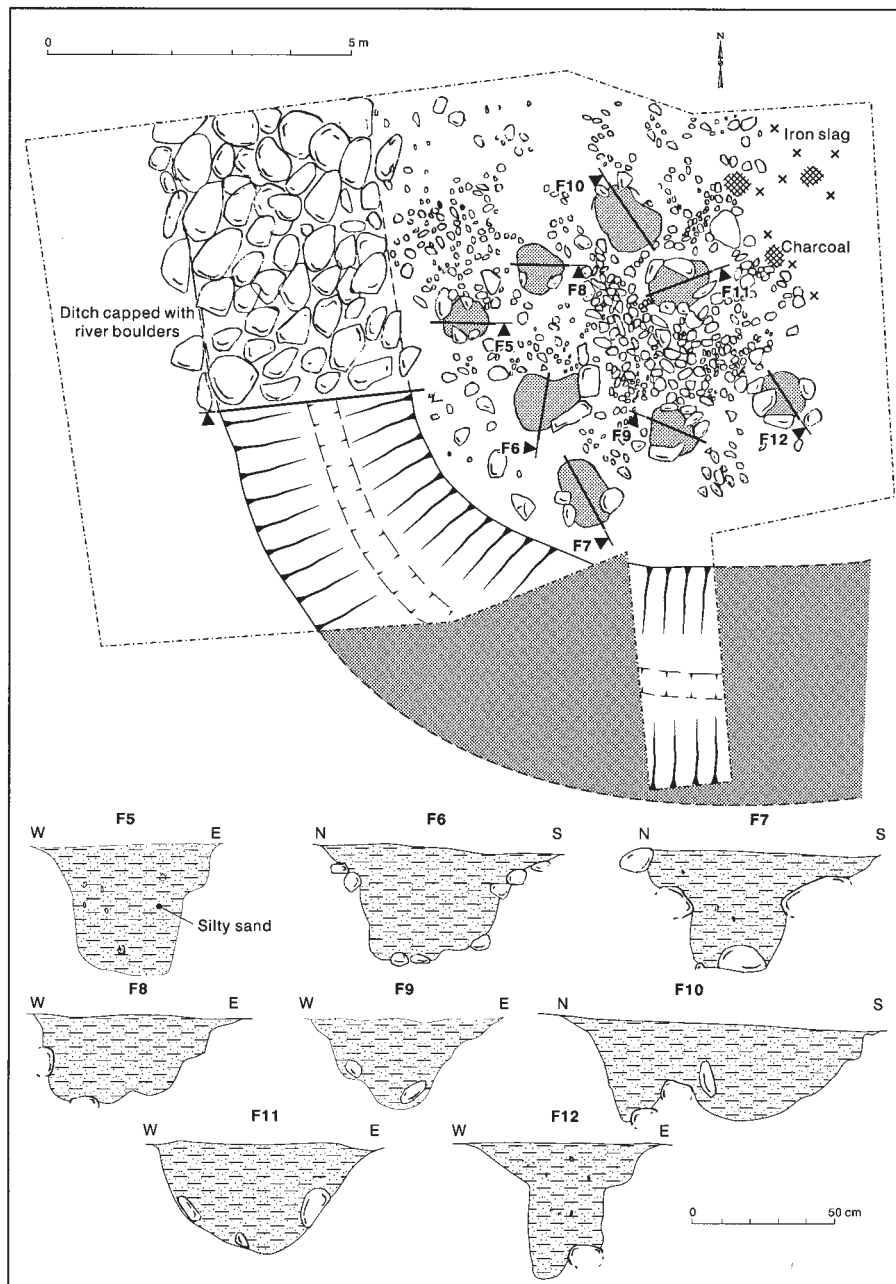 0 5 m
N
Iron slag
F10
Charcoal
F8
F11
Ditch capped with
river boulders
F5
F6
F9
F12
F7
F5
W E
Silty sand
F6
N S
F7
N S
F8
W E
F9
W E
F10
N S
F11
W E
F12
W E
0 50 cm